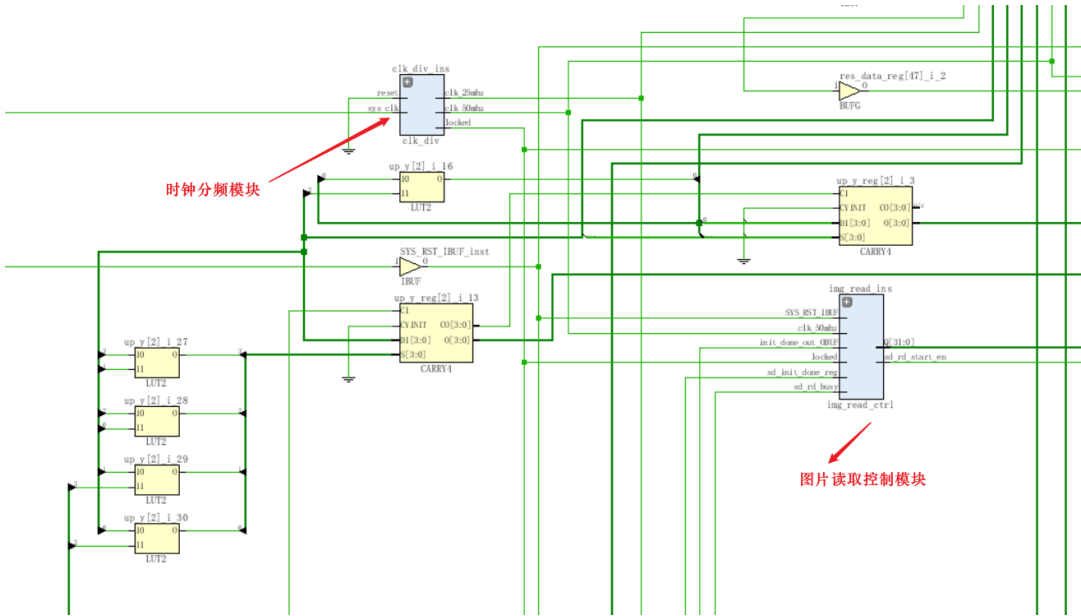 clk_div_ins
reset
sys_clk
clk_25mhz
clk_50mhz
locked
clk_div
时钟分频模块
res_data_reg[47]_i_2
I
O
BUFG
up_y[2]_i_16
I0
I1
O
LUT2
up_y_reg[2]_i_3
CI
CYINIT
DI[3:0]
S[3:0]
CO[3:0]
O[3:0]
CARRY4
SYS_RST_IBUF_inst
I
O
IBUF
up_y_reg[2]_i_13
CI
CYINIT
DI[3:0]
S[3:0]
CO[3:0]
O[3:0]
CARRY4
img_read_ins
SYS_RST_IBUF
clk_50mhz
init_done_out_OBUF
locked
sd_init_done_reg
sd_rd_busy
Q[31:0]
sd_rd_start_en
img_read_ctrl
图片读取控制模块
up_y[2]_i_27
I0
I1
O
LUT2
up_y[2]_i_28
I0
I1
O
LUT2
up_y[2]_i_29
I0
I1
O
LUT2
up_y[2]_i_30
I0
I1
O
LUT2